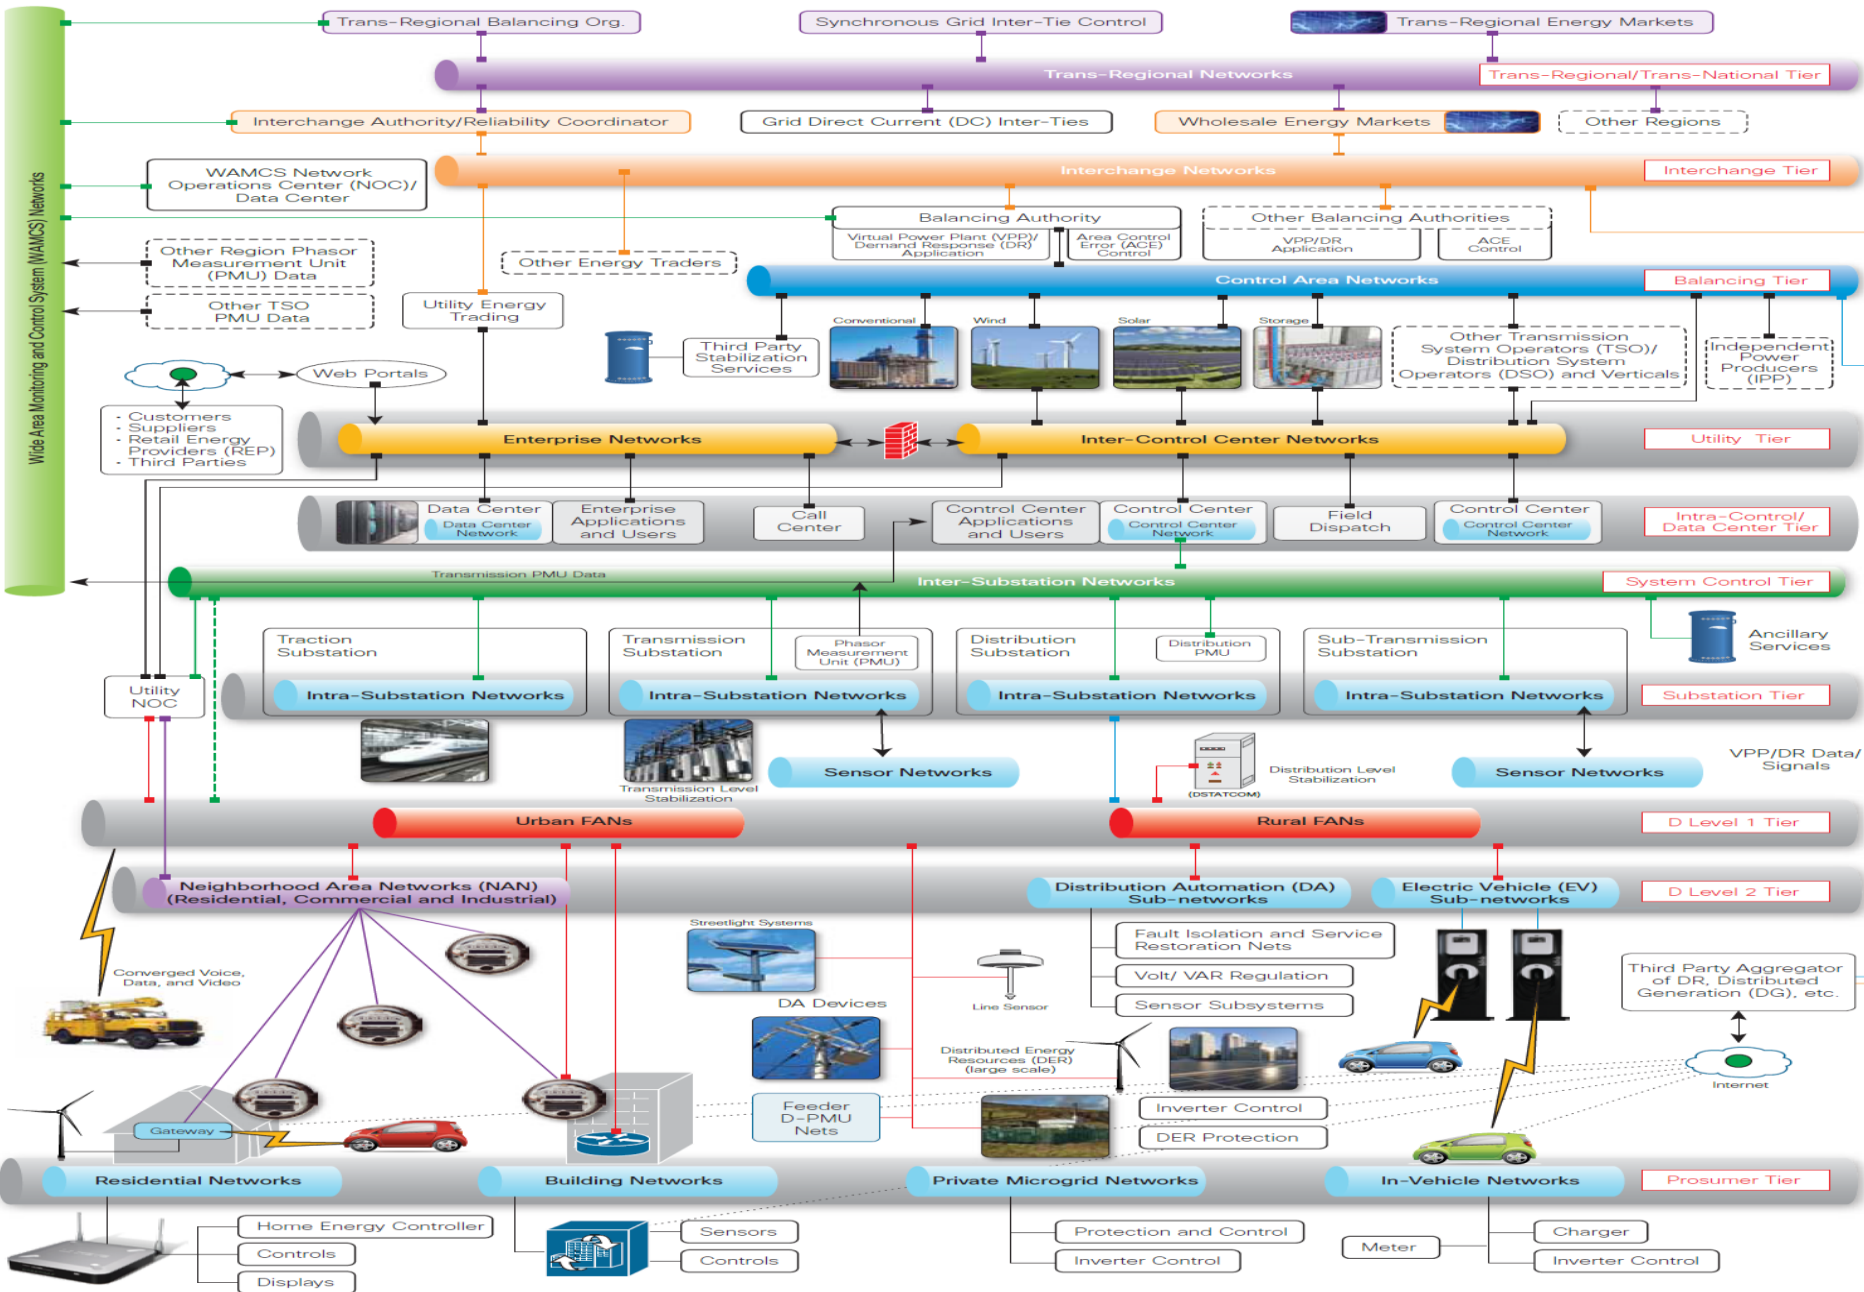 Trans-Regional Balancing Org.
Synchronous Grid Inter-Tie Control
Trans-Regional Energy Markets
Trans-Regional Networks
Trans-Regional/Trans-National Tier
Interchange Authority/Reliability Coordinator
Grid Direct Current (DC) Inter-Ties
Wholesale Energy Markets
Other Regions
Wide Area Monitoring and Control System (WAMCS) Networks
WAMCS Network
Operations Center (NOC)/
Data Center
Interchange Networks
Interchange Tier
Balancing Authority
Virtual Power Plant (VPP)/
Demand Response (DR)
Application
Area Control
Error (ACE)
Control
Other Balancing Authorities
VPP/DR
Application
ACE
Control
Other Region Phasor
Measurement Unit
(PMU) Data
Other Energy Traders
Other TSO
PMU Data
Utility Energy
Trading
Control Area Networks
Balancing Tier
Third Party
Stabilization
Services
Conventional
Wind
Solar
Storage
Other Transmission
System Operators (TSO)/
Distribution System
Operators (DSO) and Verticals
Independent
Power
Producers
(IPP)
Web Portals
- Customers
- Suppliers
- Retail Energy
Providers (REP)
- Third Parties
Enterprise Networks
Inter-Control Center Networks
Utility Tier
Data Center
Data Center
Network
Enterprise
Applications
and Users
Call
Center
Control Center
Applications
and Users
Control Center
Control Center
Network
Field
Dispatch
Control Center
Control Center
Network
Intra-Control/
Data Center Tier
Transmission PMU Data
Inter-Substation Networks
System Control Tier
Traction
Substation
Transmission
Substation
Phasor
Measurement
Unit (PMU)
Distribution
Substation
Distribution
PMU
Sub-Transmission
Substation
Ancillary
Services
Utility
NOC
Intra-Substation Networks
Intra-Substation Networks
Intra-Substation Networks
Intra-Substation Networks
Substation Tier
Transmission Level
Stabilization
Sensor Networks
(DSTATCOM)
Distribution Level
Stabilization
Sensor Networks
VPP/DR Data/
Signals
Urban FANs
Rural FANs
D Level 1 Tier
Neighborhood Area Networks (NAN)
(Residential, Commercial and Industrial)
Distribution Automation (DA)
Sub-networks
Electric Vehicle (EV)
Sub-networks
D Level 2 Tier
Converged Voice,
Data, and Video
Streetlight Systems
DA Devices
Line Sensor
Fault Isolation and Service
Restoration Nets
Volt/ VAR Regulation
Sensor Subsystems
Third Party Aggregator
of DR, Distributed
Generation (DG), etc.
Distributed Energy
Resources (DER)
(large scale)
Internet
Feeder
D-PMU
Nets
Inverter Control
DER Protection
Gateway
Residential Networks
Building Networks
Private Microgrid Networks
In-Vehicle Networks
Prosumer Tier
Home Energy Controller
Controls
Displays
Sensors
Controls
Protection and Control
Inverter Control
Meter
Charger
Inverter Control